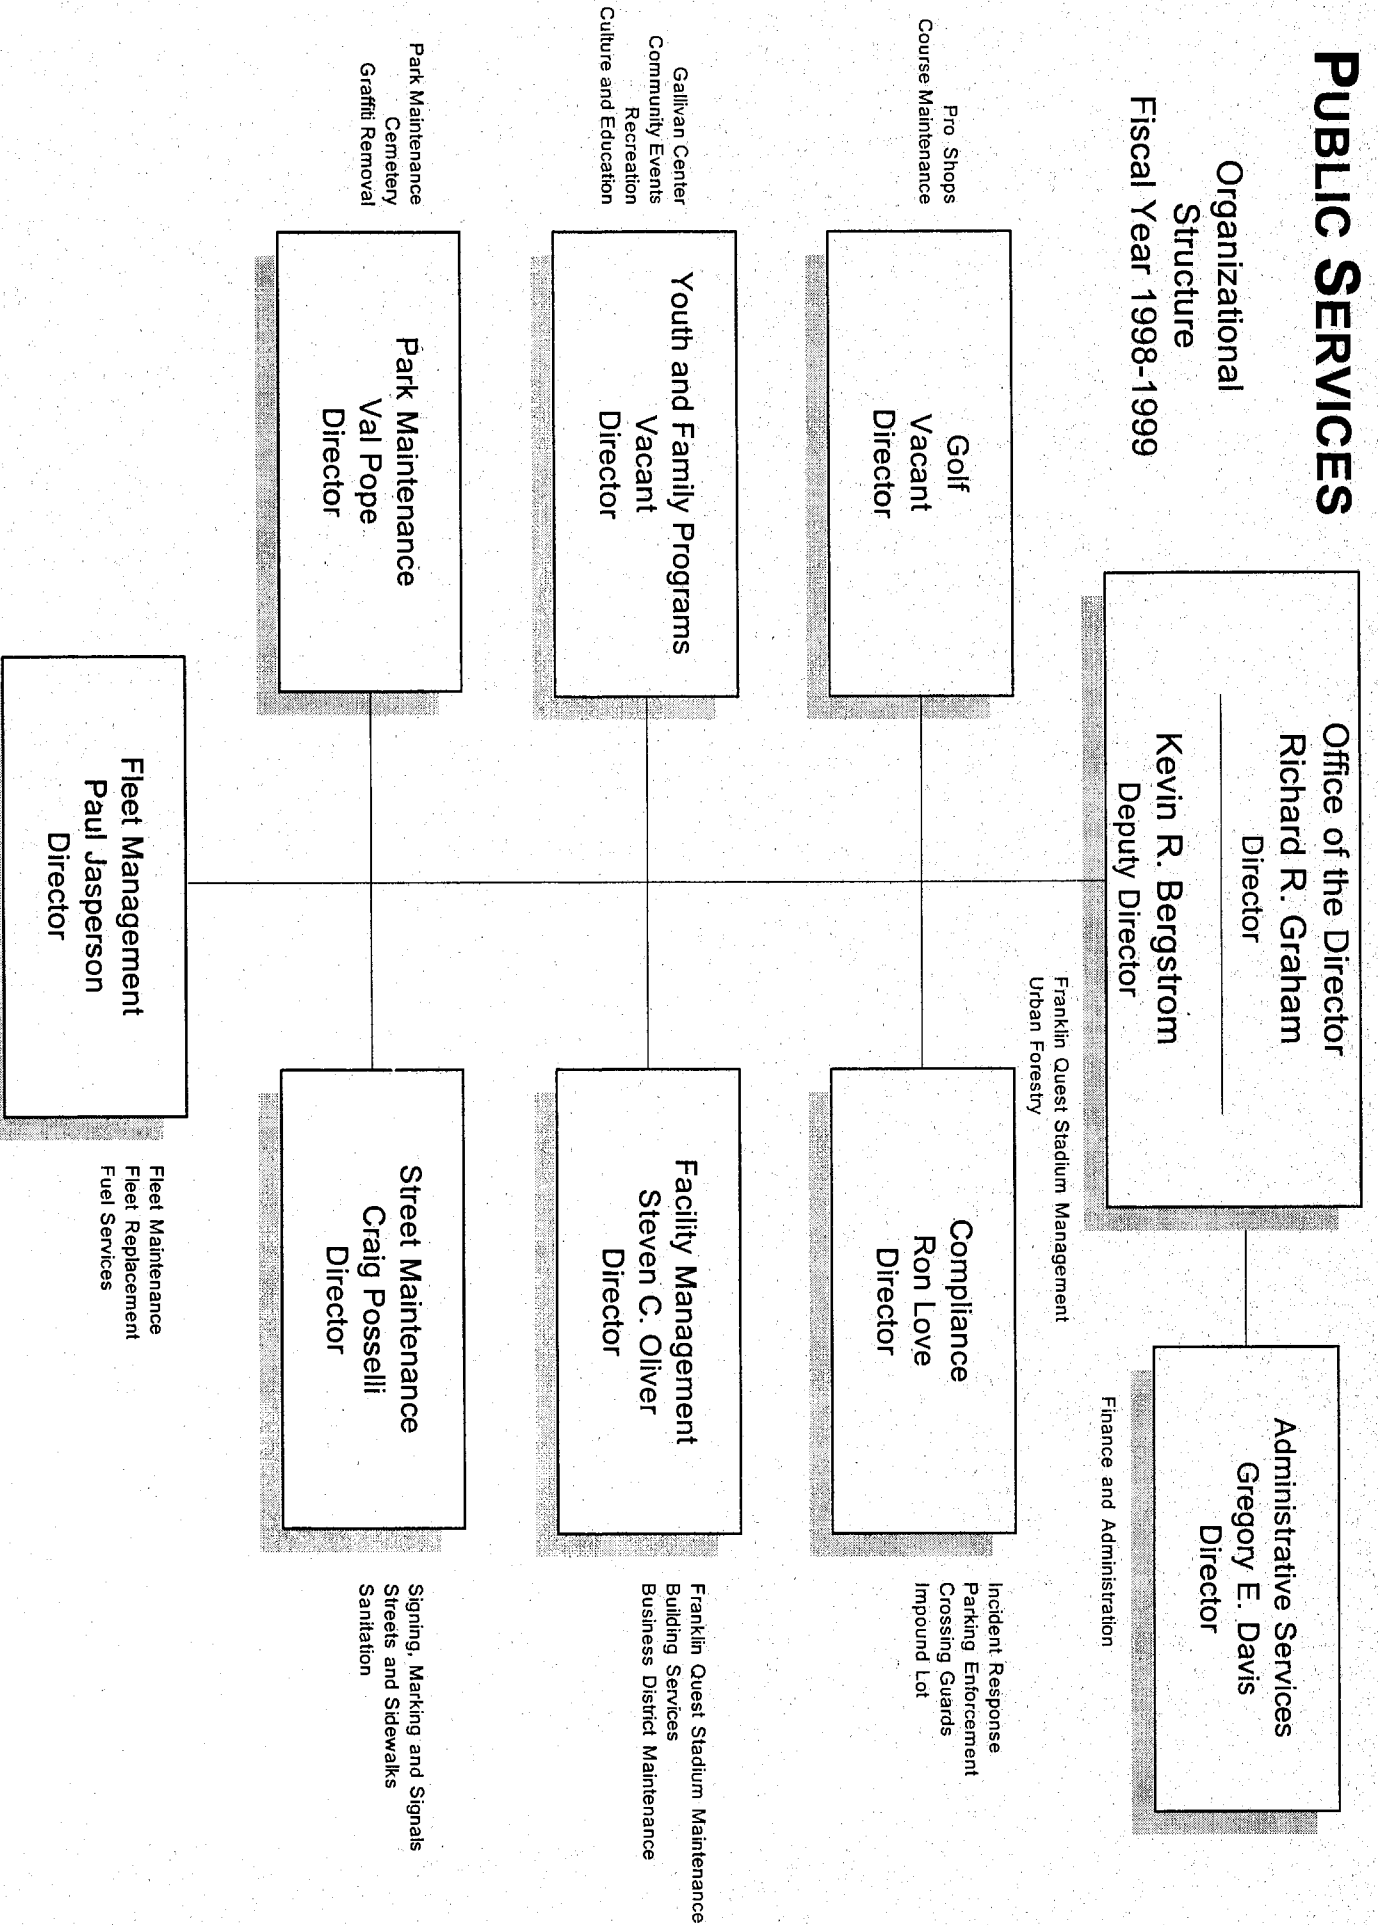 PUBLIC SERVICES
Organizational
Structure
Fiscal Year 1998-1999
Office of the Director
Richard R. Graham
Director
Kevin R. Bergstrom
Deputy Director
Franklin Quest Stadium Management
Urban Forestry
Administrative Services
Gregory E. Davis
Director
Finance and Administration
Pro Shops
Course Maintenance
Golf
Vacant
Director
Compliance
Ron Love
Director
Incident Response
Parking Enforcement
Crossing Guards
Impound Lot
Gallivan Center
Community Events
Recreation
Culture and Education
Youth and Family Programs
Vacant
Director
Facility Management
Steven C. Oliver
Director
Franklin Quest Stadium Maintenance
Building Services
Business District Maintenance
Park Maintenance
Cemetery
Graffiti Removal
Park Maintenance
Val Pope
Director
Street Maintenance
Craig Posselli
Director
Signing, Marking and Signals
Streets and Sidewalks
Sanitation
Fleet Management
Paul Jasperson
Director
Fleet Maintenance
Fleet Replacement
Fuel Services